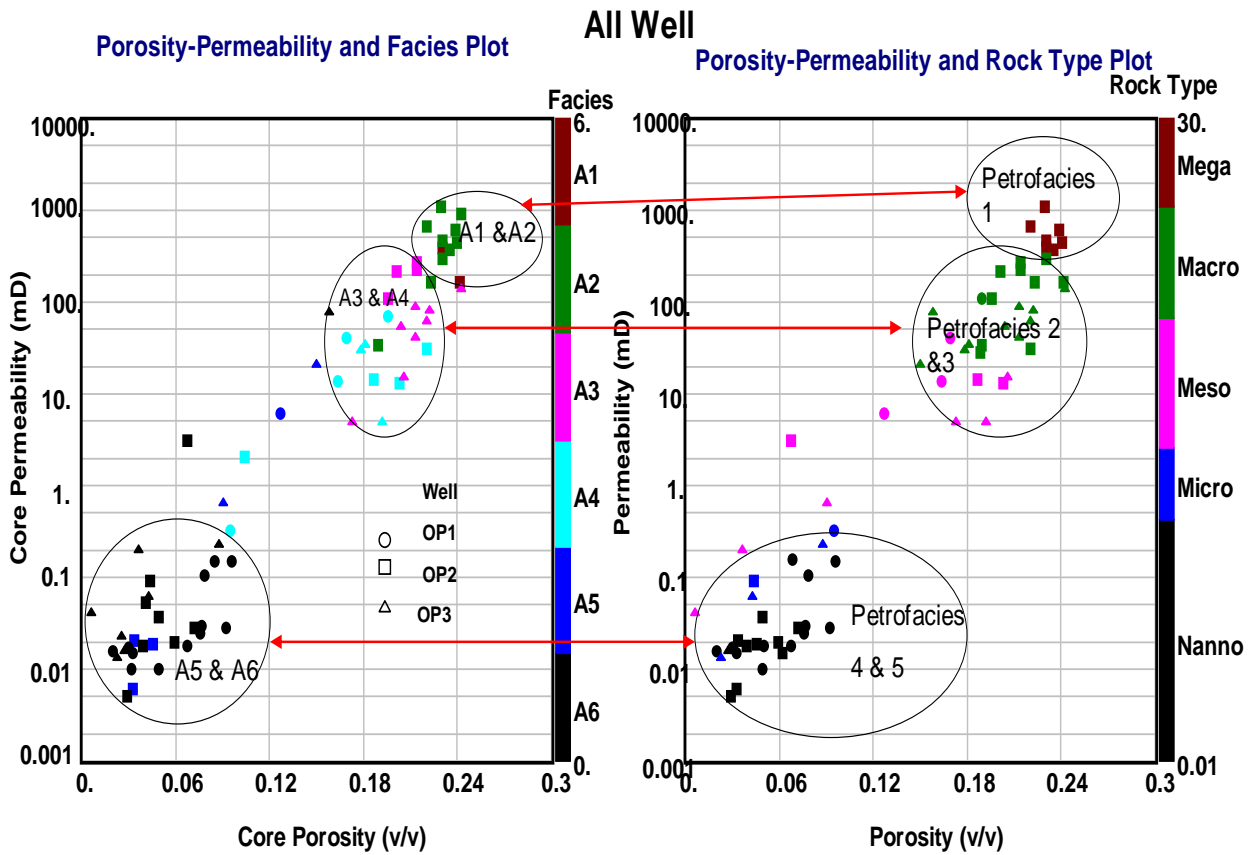 All Well
Porosity-Permeability and Facies Plot
Facies
10000.
1000.
100.
10.
1.
0.1
0.01
0.001
Core Permeability (mD)
0.
0.06
0.12
0.18
0.24
0.3
Core Porosity (v/v)
A1 &A2
A3 & A4
A5 & A6
Well
OP1
OP2
OP3
6.
A1
A2
A3
A4
A5
A6
0.
Porosity-Permeability and Rock Type Plot
Rock Type
10000.
1000.
100.
10.
1.
0.1
0.01
0.001
Permeability (mD)
0.
0.06
0.12
0.18
0.24
0.3
Porosity (v/v)
Petrofacies
1
Petrofacies 2
&3
Petrofacies
4 & 5
30.
Mega
Macro
Meso
Micro
Nanno
0.01